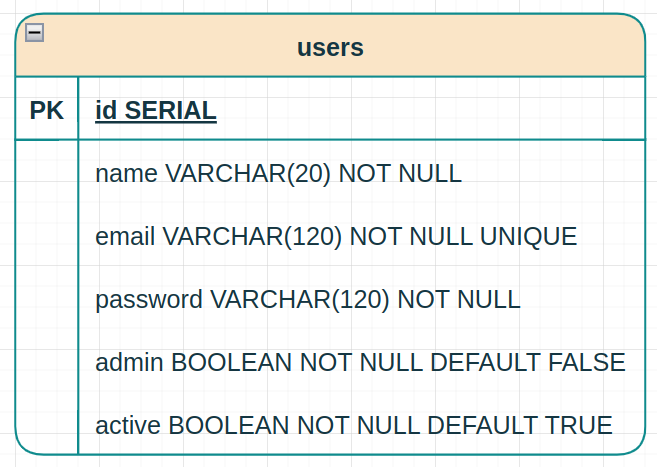 users
PK id SERIAL
name VARCHAR(20) NOT NULL
email VARCHAR(120) NOT NULL UNIQUE
password VARCHAR(120) NOT NULL
admin BOOLEAN NOT NULL DEFAULT FALSE
active BOOLEAN NOT NULL DEFAULT TRUE